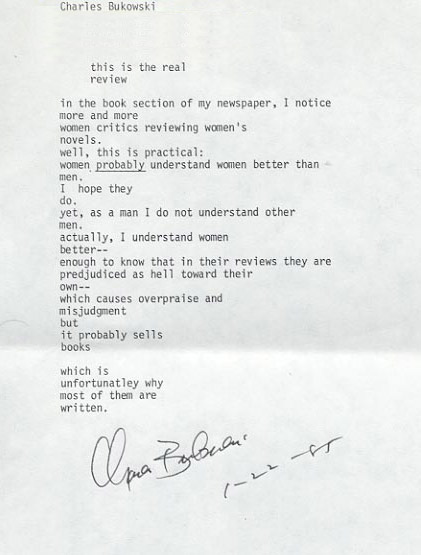 Charles Bukowski
this is the real
review
in the book section of my newspaper, I notice
more and more
women critics reviewing women's
novels.
well, this is practical:
women probably understand women better than
men.
I hope they
do.
yet, as a man I do not understand other
men.
actually, I understand women
better--
enough to know that in their reviews they are
predjudiced as hell toward their
own--
which causes overpraise and
misjudgment
but
it probably sells
books
which is
unfortunatley why
most of them are
written.
Charles Bukowski
1-22-85